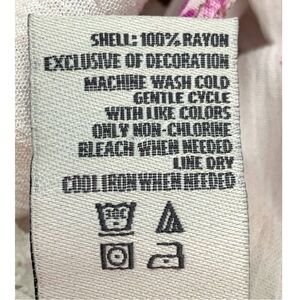 SHELL: 100% RAYON
EXCLUSIVE OF DECORATION
MACHINE WASH COLD
GENTLE CYCLE
WITH LIKE COLORS
ONLY NON-CHLORINE
BLEACH WHEN NEEDED
LINE DRY
COOL IRON WHEN NEEDED
30C